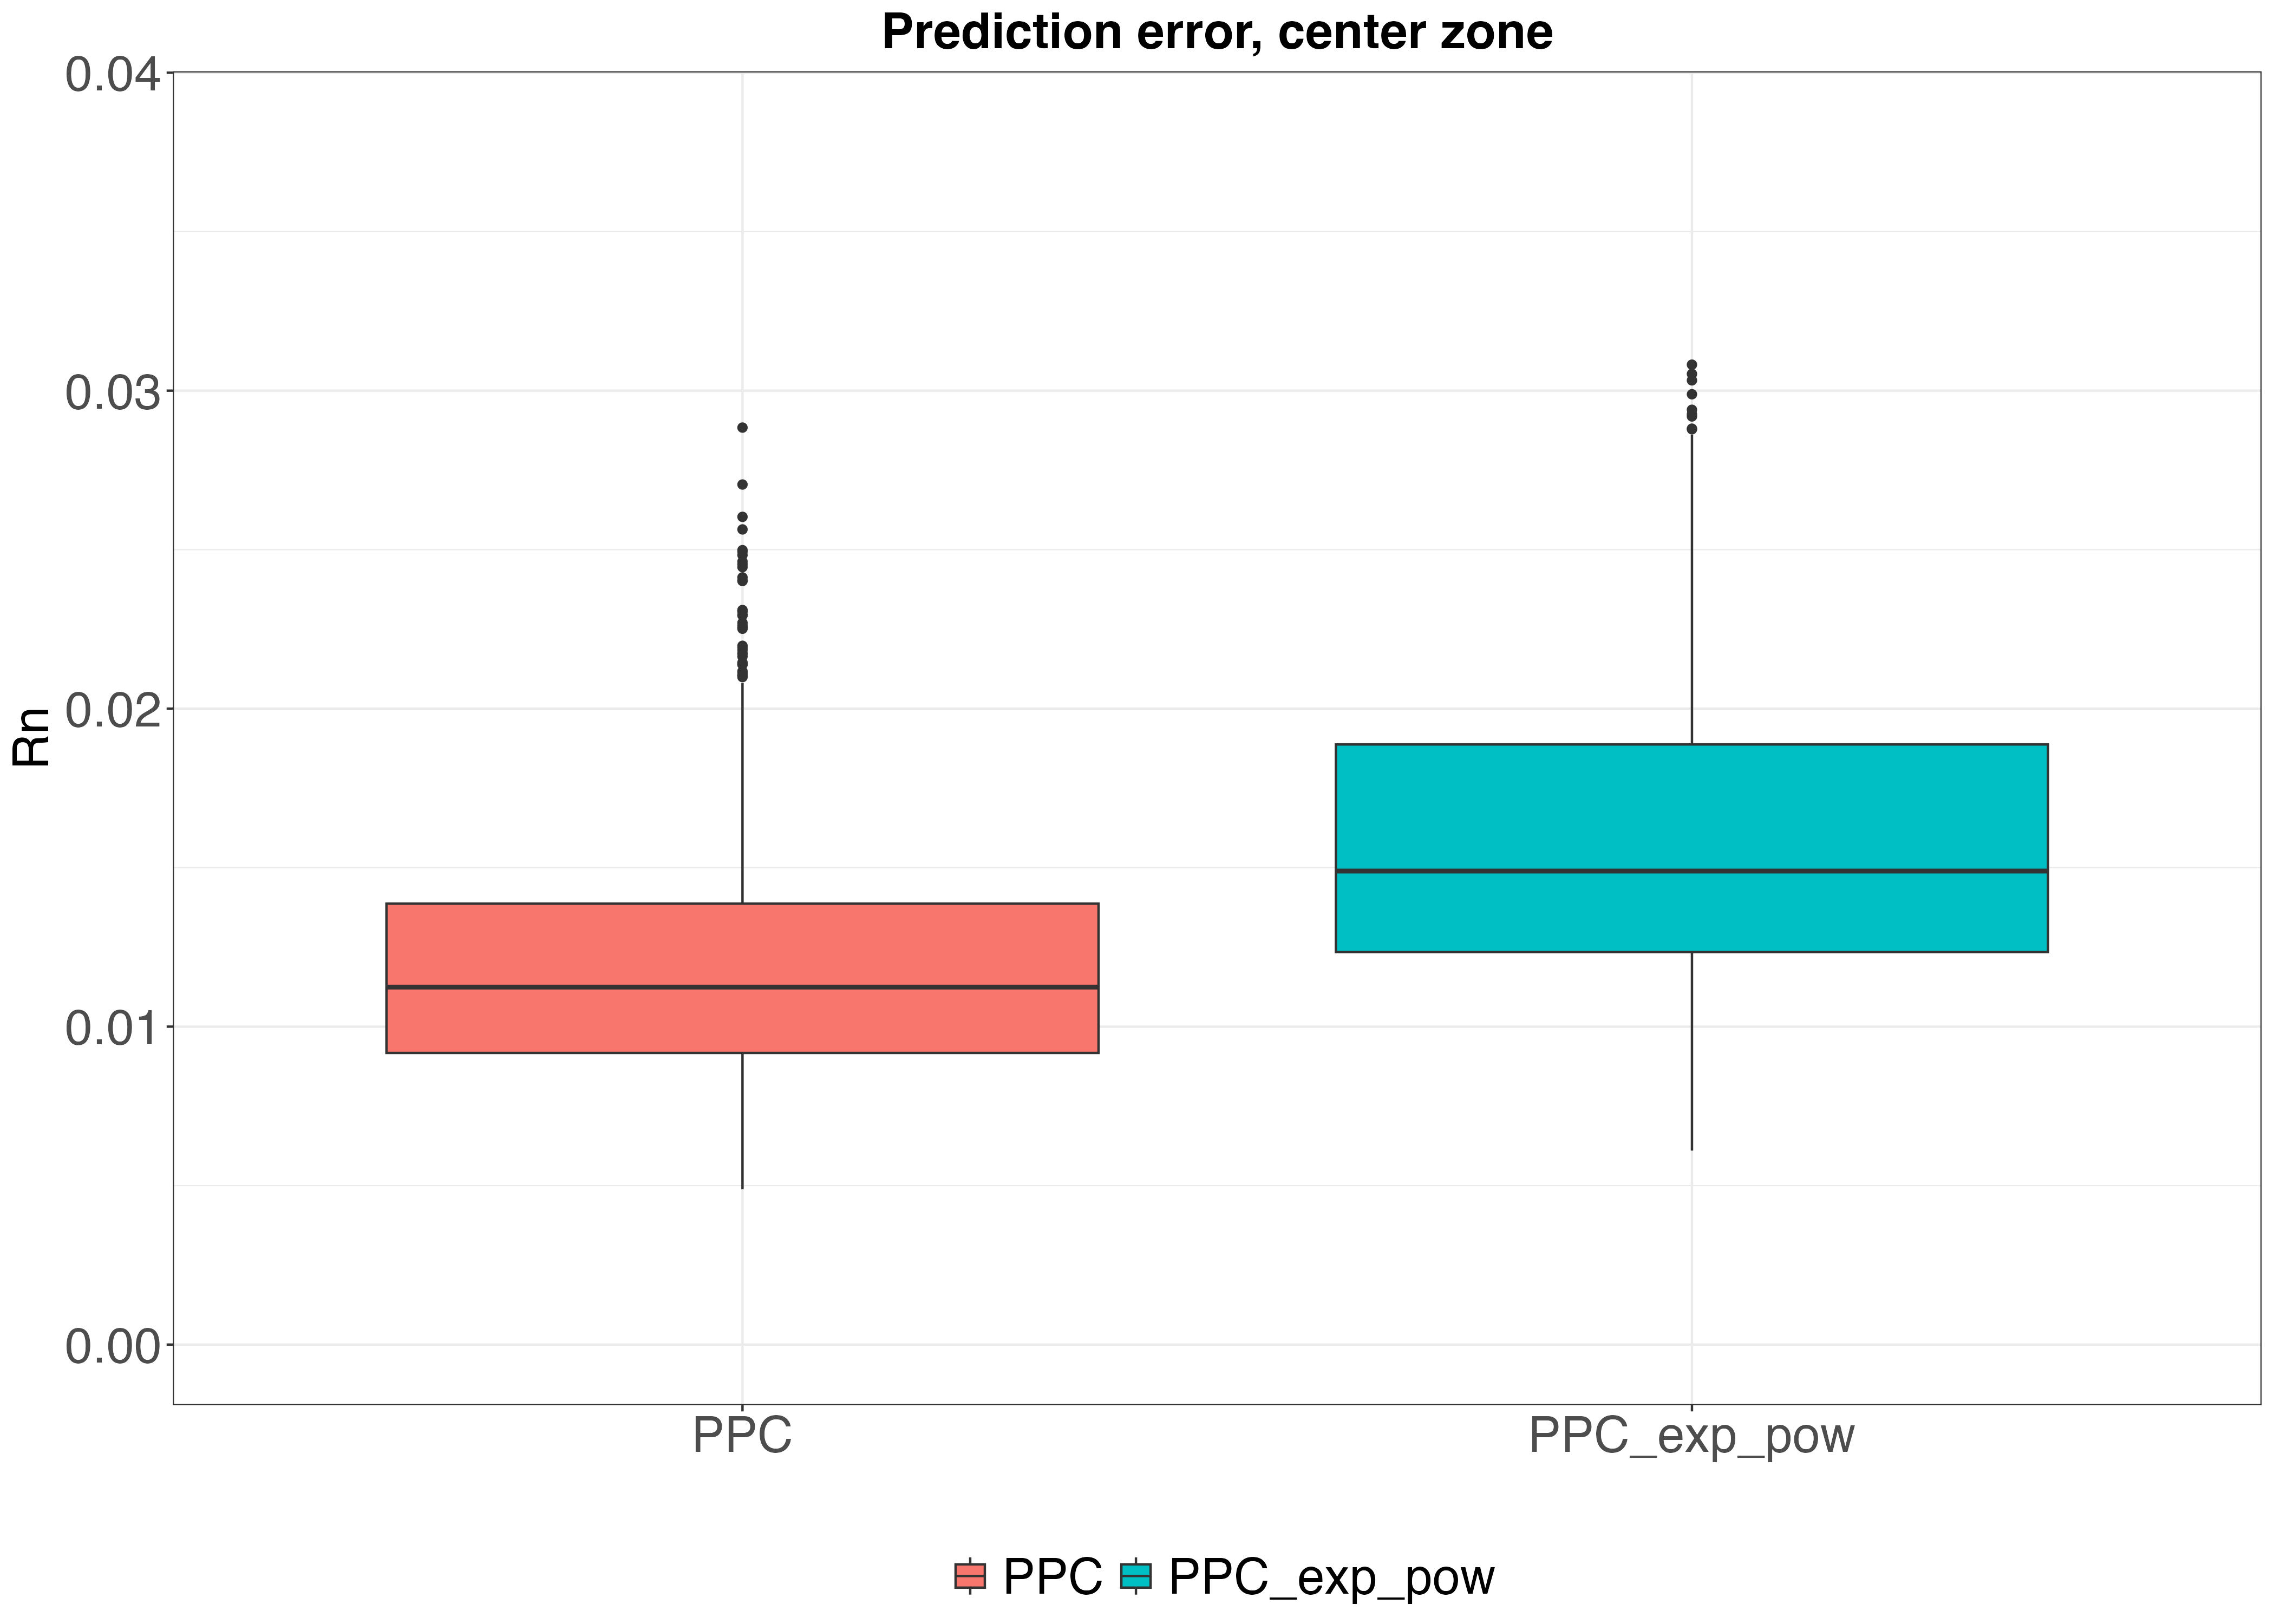 Prediction error, center zone
0.04
0.03
0.02
0.01
0.00
Rn
PPC PPC_exp_pow
PPC PPC_exp_pow